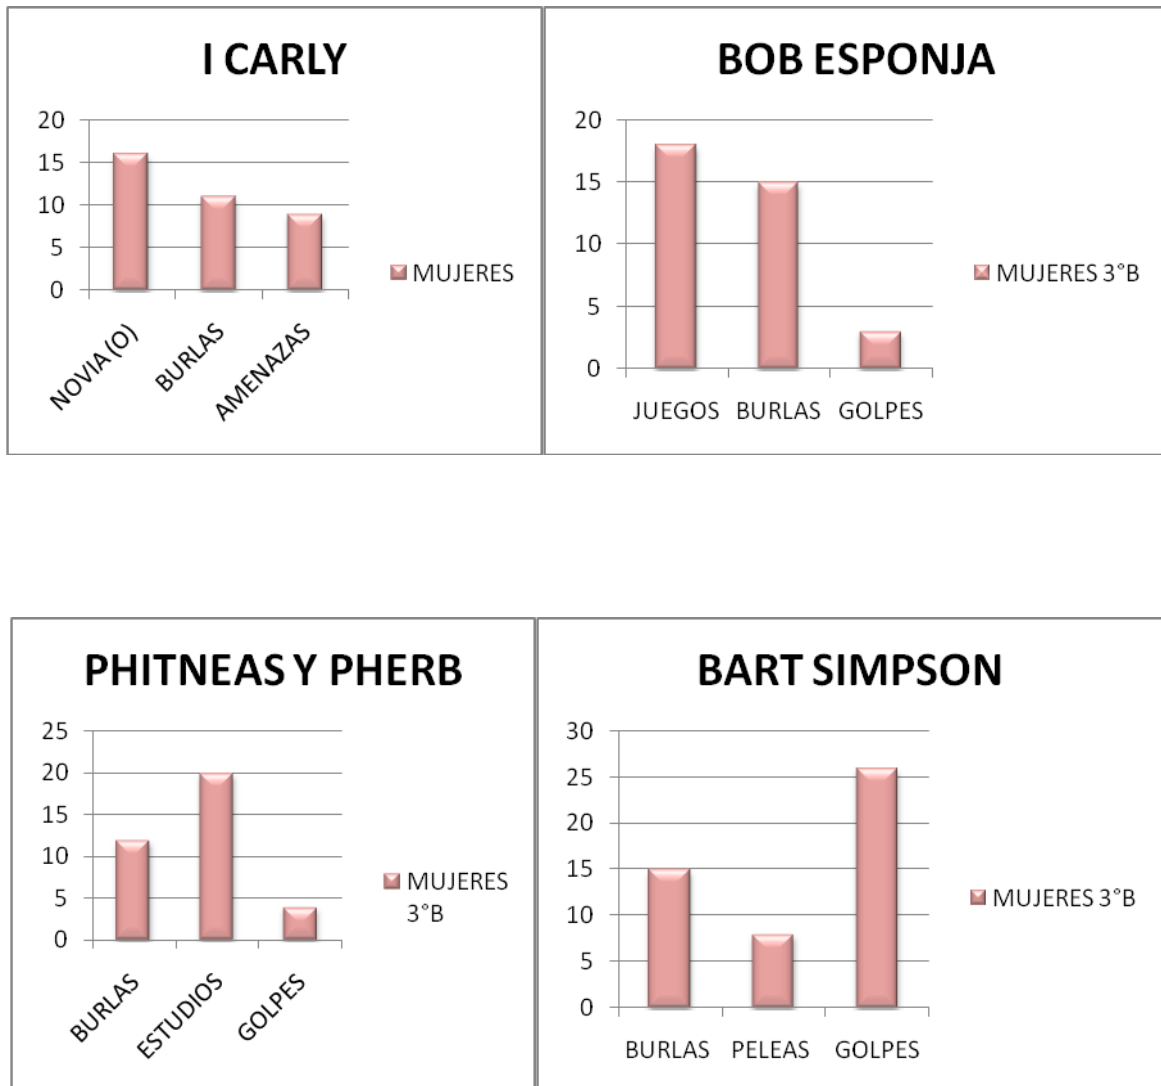 I CARLY
20
15
10
5
0
NOVIA(O)
BURLAS
AMENAZAS
MUJERES
BOB ESPONJA
20
15
10
5
0
JUEGOS BURLAS GOLPES
MUJERES 3°B
PHITNEAS Y PHERB
25
20
15
10
5
0
BURLAS
ESTUDIOS
GOLPES
MUJERES
3°B
BART SIMPSON
30
25
20
15
10
5
0
BURLAS PELEAS GOLPES
MUJERES 3°B